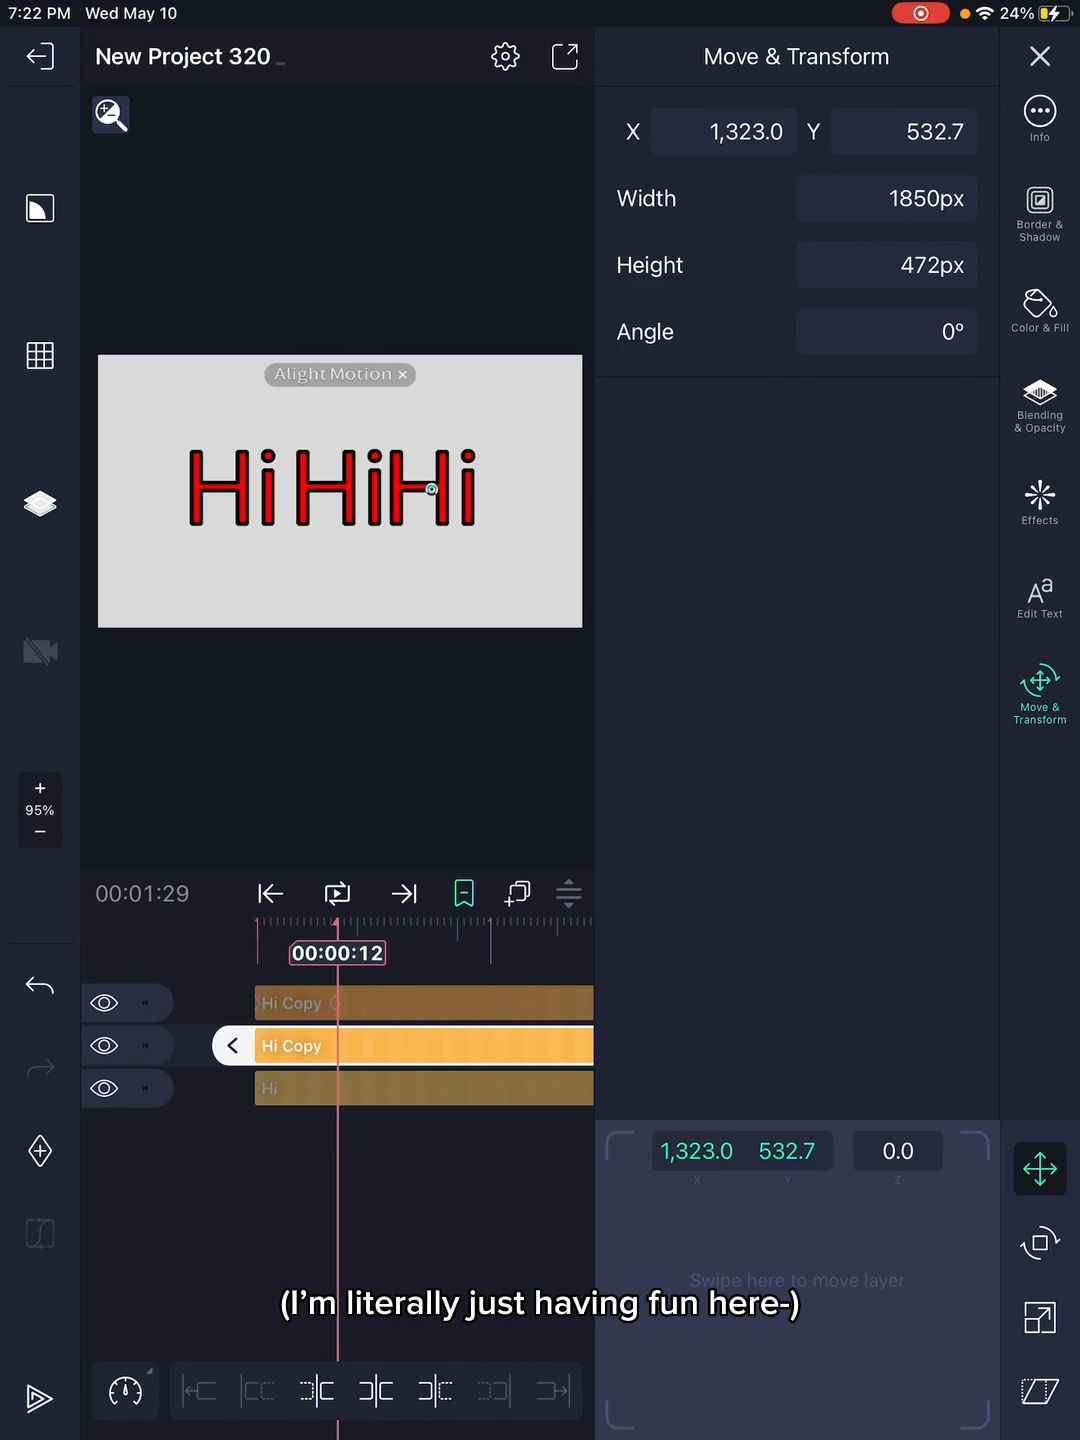 7:22 PM Wed May 10
24%
New Project 320
Move & Transform
X 1,323.0 Y 532.7
Info
Width 1850px
Border &
Shadow
Height 472px
Color & Fill
Angle 0º
Alight Motion ×
Blending
& Opacity
Hi HiHi
Effects
Edit Text
Move &
Transform
+
95%
−
00:01:29
00:00:12
Hi Copy
Hi Copy
Hi
1,323.0 532.7 0.0
X Y Z
Swipe here to move layer
(I'm literally just having fun here-)